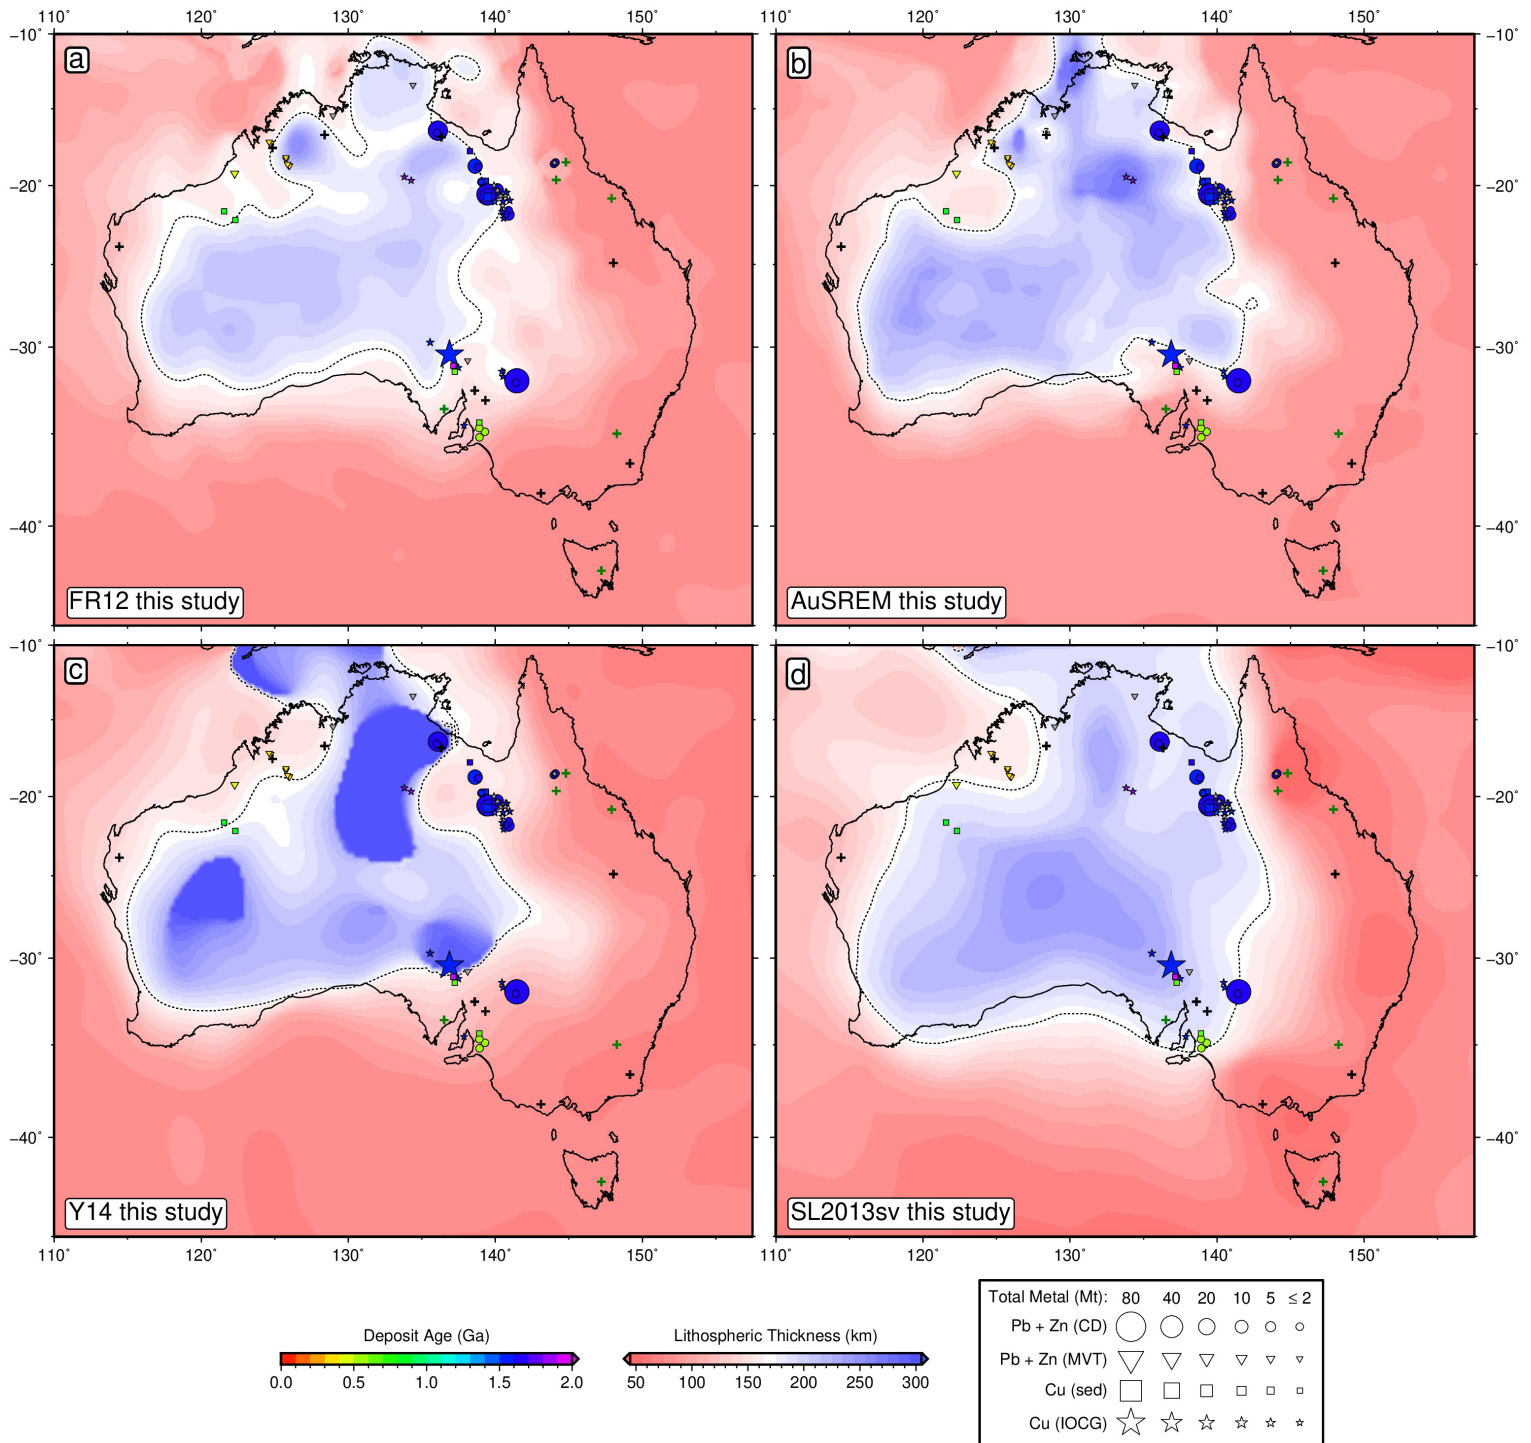 110˚ 120˚ 130˚ 140˚ 150˚ 110˚ 120˚ 130˚ 140˚ 150˚
−10˚ −10˚
a b
−20˚ −20˚
−30˚ −30˚
−40˚ −40˚
FR12 this study AuSREM this study
−10˚ −10˚
c d
−20˚ −20˚
−30˚ −30˚
−40˚ −40˚
Y14 this study SL2013sv this study
110˚ 120˚ 130˚ 140˚ 150˚ 110˚ 120˚ 130˚ 140˚ 150˚
Deposit Age (Ga)
0.0 0.5 1.0 1.5 2.0
Lithospheric Thickness (km)
50 100 150 200 250 300
Total Metal (Mt): 80 40 20 10 5 ≤ 2
Pb + Zn (CD)
Pb + Zn (MVT)
Cu (sed)
Cu (IOCG)